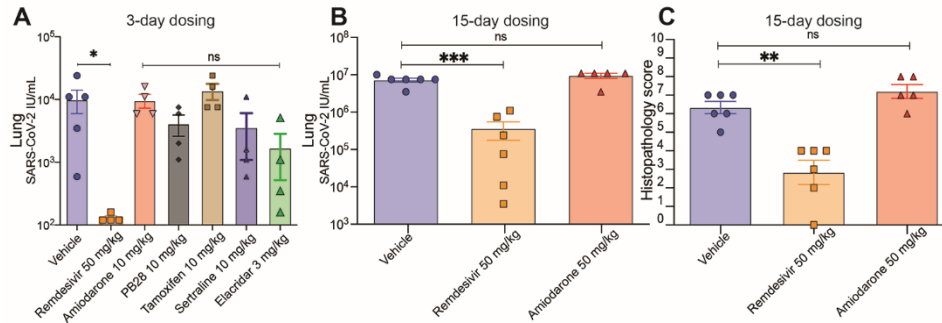 A
3-day dosing
*
ns
10⁵
10⁴
10³
10²
Lung
SARS-CoV-2 IU/mL
Vehicle
Remdesivir 50 mg/kg
Amiodarone 10 mg/kg
PB28 10 mg/kg
Tamoxifen 10 mg/kg
Sertraline 10 mg/kg
Elacridar 3 mg/kg
B
15-day dosing
ns
***
10⁸
10⁷
10⁶
10⁵
10⁴
10³
Lung
SARS-CoV-2 IU/mL
Vehicle
Remdesivir 50 mg/kg
Amiodarone 50 mg/kg
C
15-day dosing
ns
**
10
9
8
7
6
5
4
3
2
1
0
Histopathology score
Vehicle
Remdesivir 50 mg/kg
Amiodarone 50 mg/kg